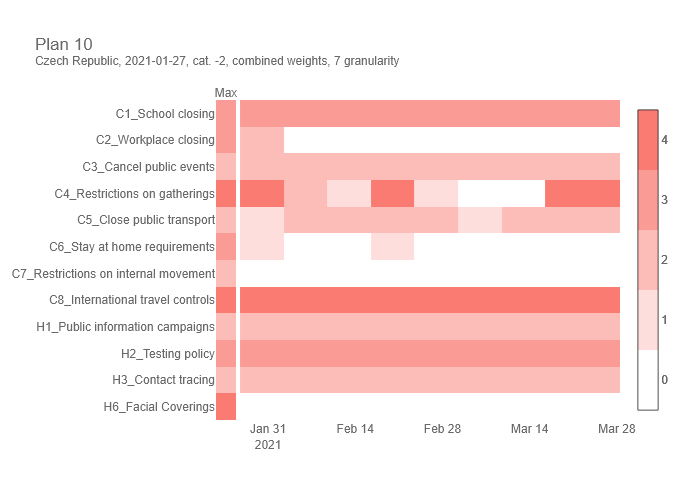 Plan 10
Czech Republic, 2021-01-27, cat. -2, combined weights, 7 granularity
Max
C1_School closing
C2_Workplace closing
C3_Cancel public events
C4_Restrictions on gatherings
C5_Close public transport
C6_Stay at home requirements
C7_Restrictions on internal movement
C8_International travel controls
H1_Public information campaigns
H2_Testing policy
H3_Contact tracing
H6_Facial Coverings
4
3
2
1
0
Jan 31 Feb 14 Feb 28 Mar 14 Mar 28
2021